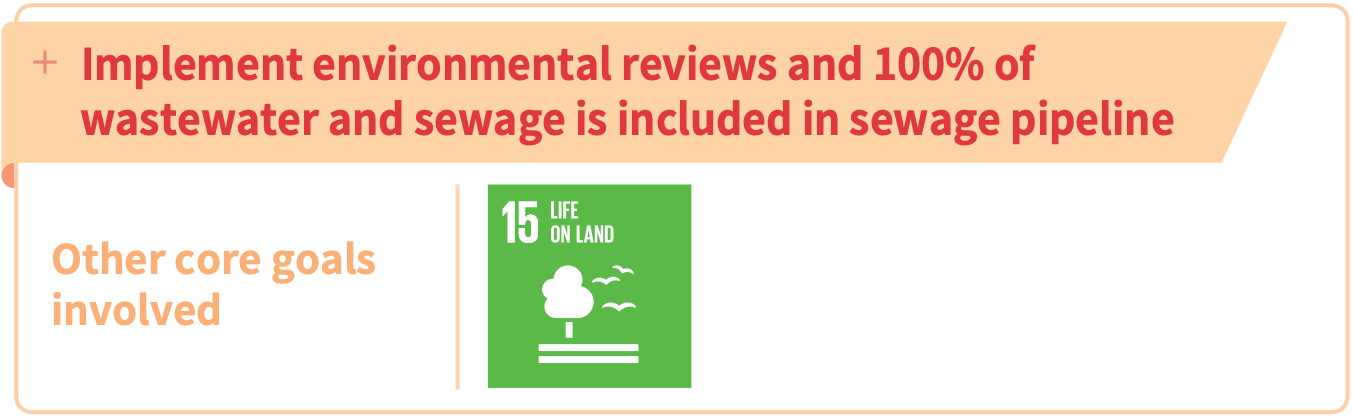 + Implement environmental reviews and 100% of
wastewater and sewage is included in sewage pipeline
Other core goals
involved
15 LIFE
ON LAND